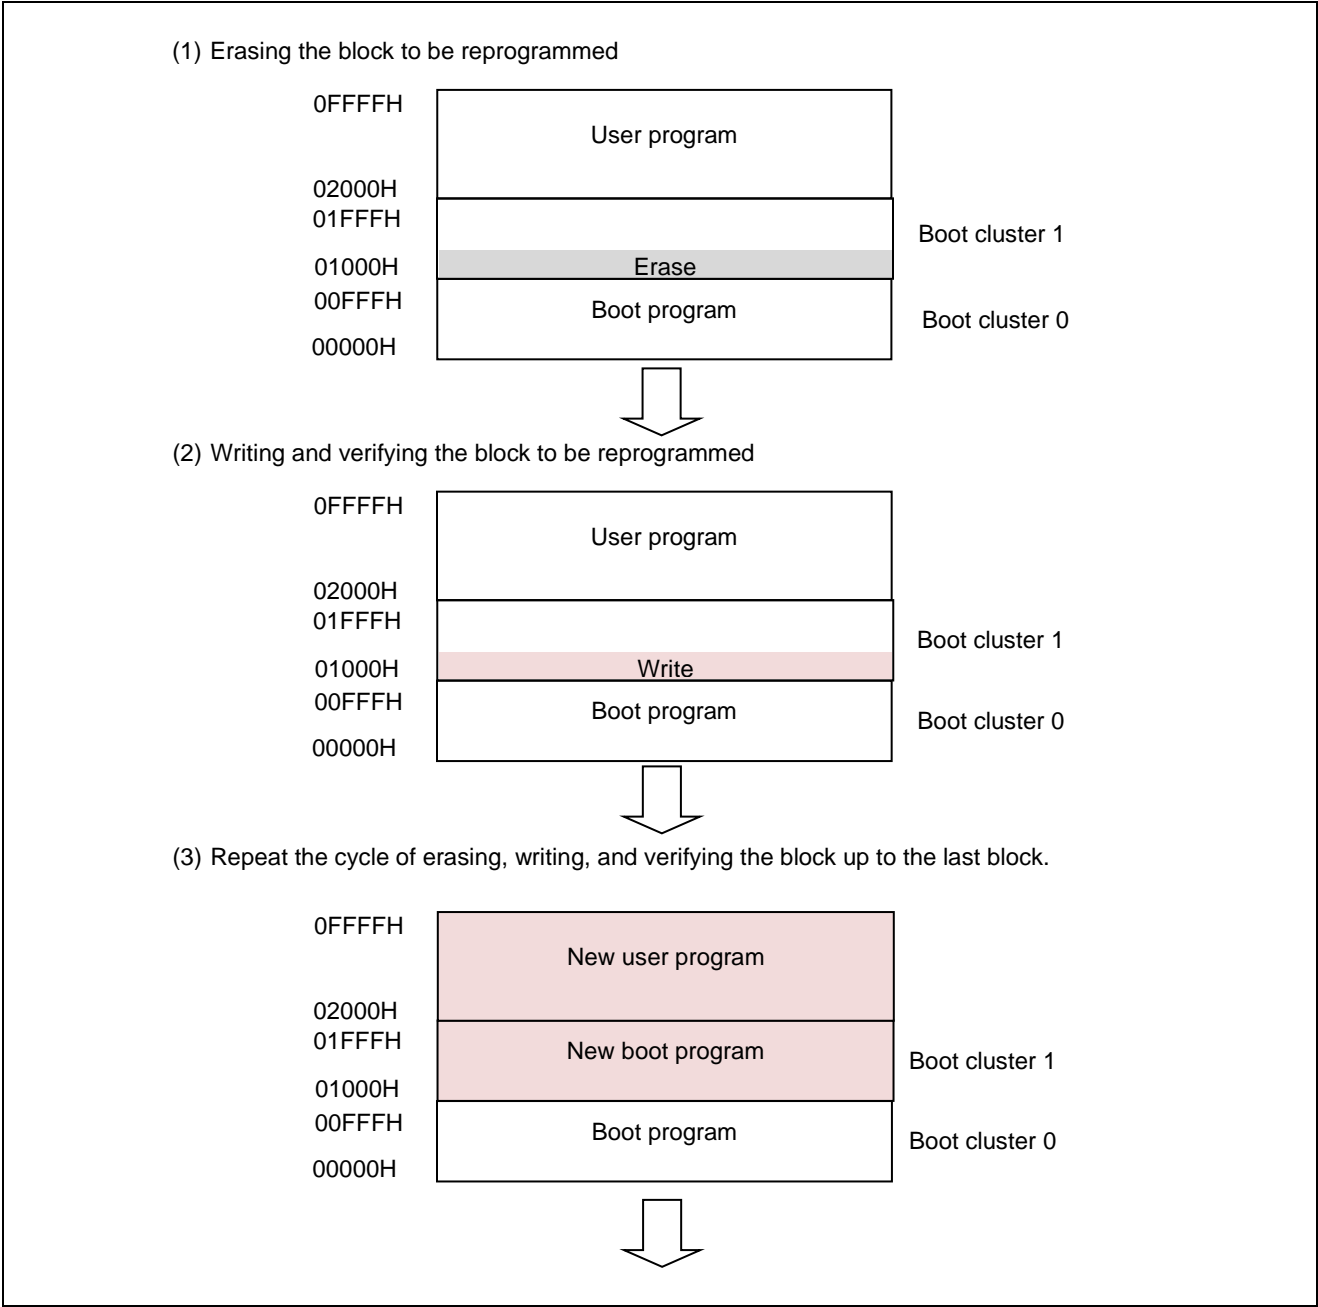 (1) Erasing the block to be reprogrammed
0FFFFH
User program
02000H
01FFFH
Boot cluster 1
01000H
Erase
00FFFH
Boot program
Boot cluster 0
00000H
(2) Writing and verifying the block to be reprogrammed
0FFFFH
User program
02000H
01FFFH
Boot cluster 1
01000H
Write
00FFFH
Boot program
Boot cluster 0
00000H
(3) Repeat the cycle of erasing, writing, and verifying the block up to the last block.
0FFFFH
New user program
02000H
01FFFH
New boot program
Boot cluster 1
01000H
00FFFH
Boot program
Boot cluster 0
00000H